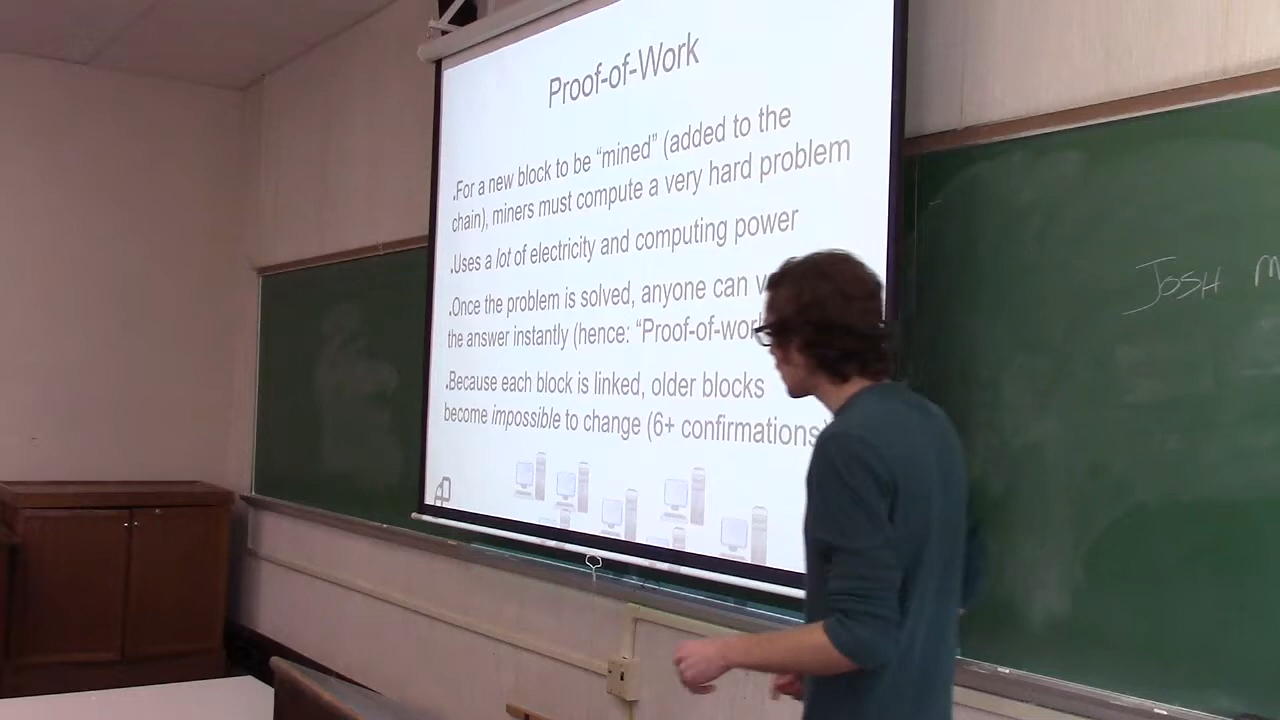 Proof-of-Work
.For a new block to be “mined” (added to the
chain), miners must compute a very hard problem
.Uses a lot of electricity and computing power
.Once the problem is solved, anyone can
the answer instantly (hence: “Proof-of-wor
.Because each block is linked, older blocks
become impossible to change (6+ confirmations
JOSH M